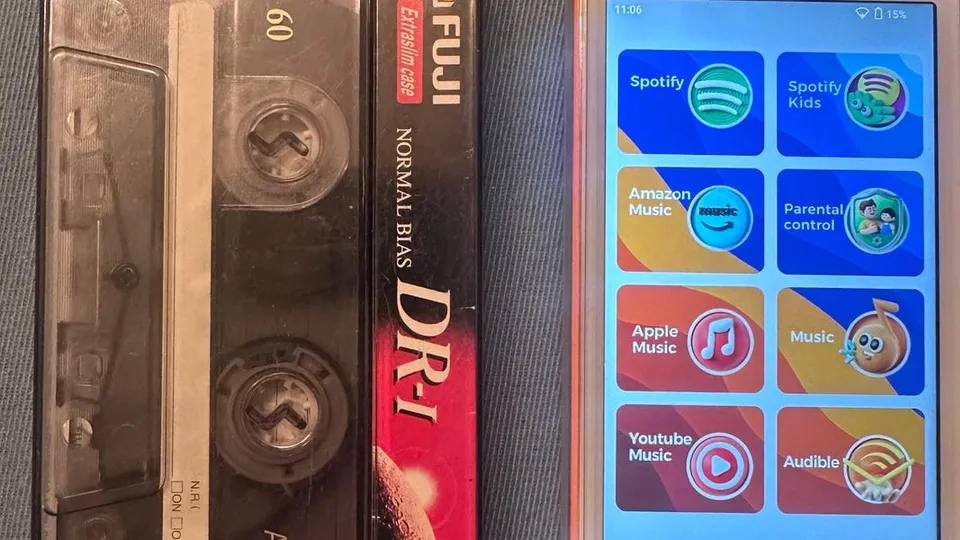 60
N.R.(
ON
A
FUJI
Extraslim case
NORMAL BIAS
DR-I
11:06
15%
Spotify
Spotify
Kids
Amazon
Music
music
Parental
control
Apple
Music
Music
Youtube
Music
Audible